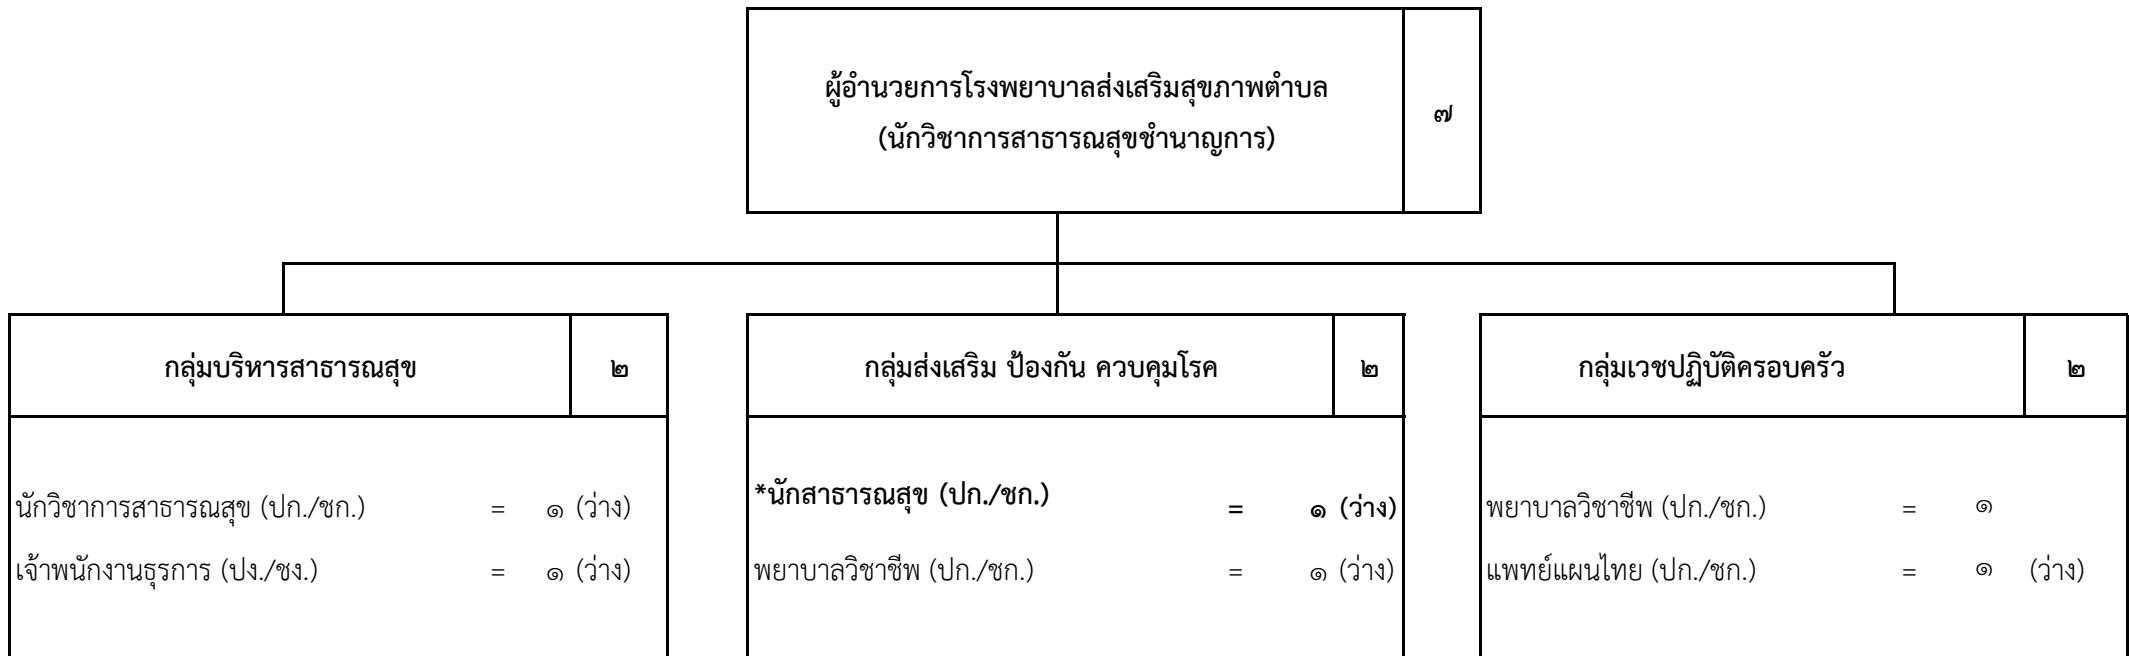 ผู้อำนวยการโรงพยาบาลส่งเสริมสุขภาพตำบล
(นักวิชาการสาธารณสุขชำนาญการ)
๗
กลุ่มบริหารสาธารณสุข ๒
นักวิชาการสาธารณสุข (ปก./ชก.) = ๑ (ว่าง)
เจ้าพนักงานธุรการ (ปง./ชง.) = ๑ (ว่าง)
กลุ่มส่งเสริม ป้องกัน ควบคุมโรค ๒
*นักสาธารณสุข (ปก./ชก.) = ๑ (ว่าง)
พยาบาลวิชาชีพ (ปก./ชก.) = ๑ (ว่าง)
กลุ่มเวชปฏิบัติครอบครัว ๒
พยาบาลวิชาชีพ (ปก./ชก.) = ๑
แพทย์แผนไทย (ปก./ชก.) = ๑ (ว่าง)